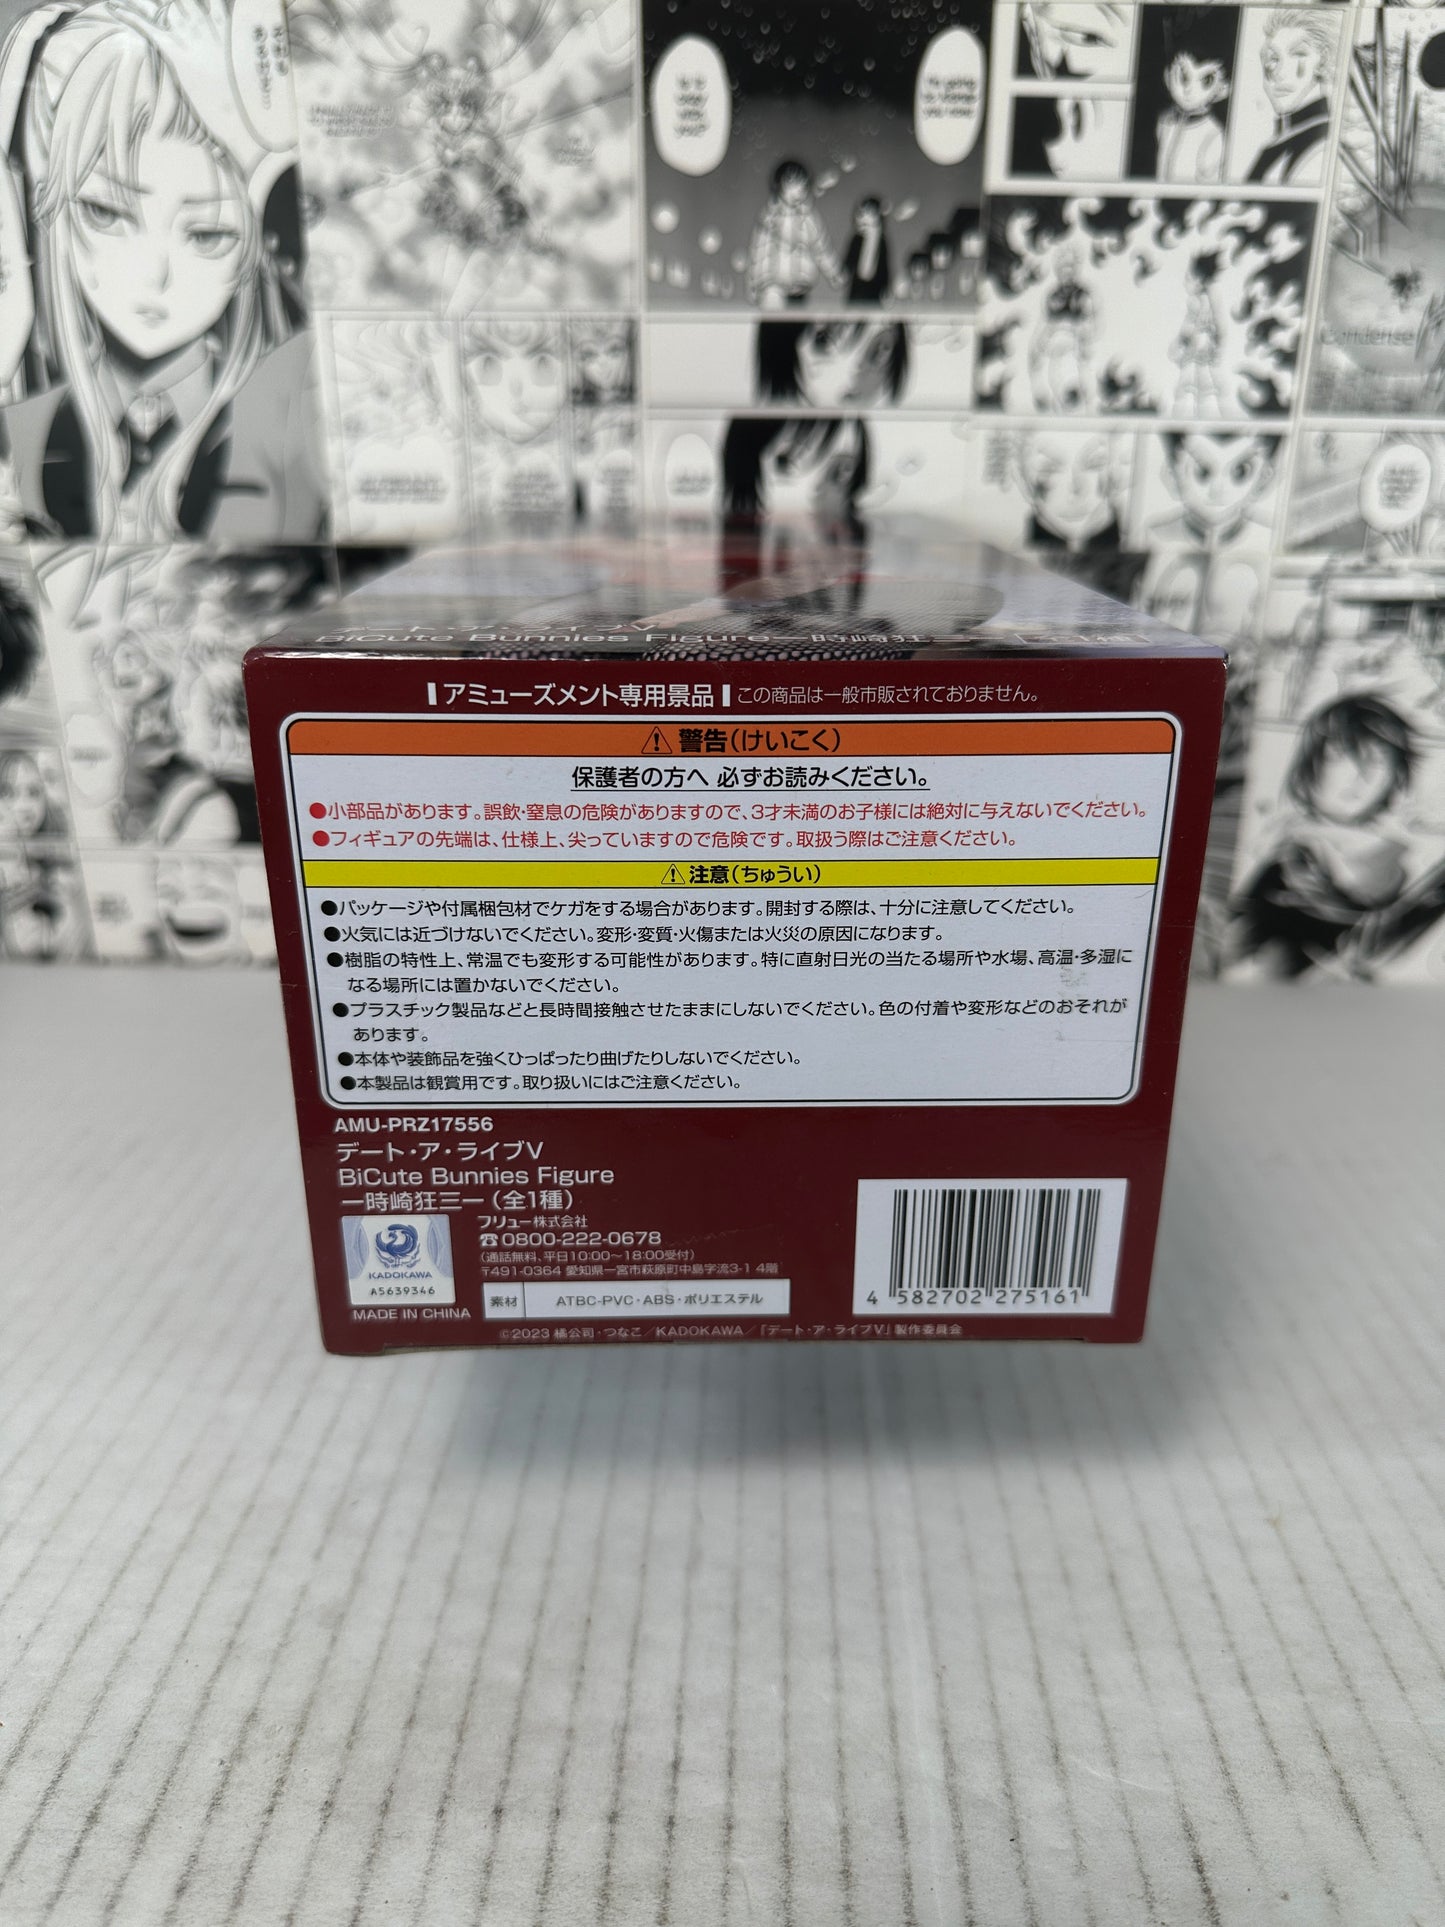 デート・ア・ライブV
BiCute Bunnies Figure
アミューズメント専用景品 この商品は一般市販されておりません。
⚠警告(けいこく)
保護者の方へ 必ずお読みください。
●小部品があります。誤飲・窒息の危険がありますので、3才未満のお子様には絶対に与えないでください。
●フィギュアの先端は、仕様上、尖っていますので危険です。取扱う際はご注意ください。
⚠注意(ちゅうい)
●パッケージや付属梱包材でケガをする場合があります。開封する際は、十分に注意してください。
●火気には近づけないでください。変形・変質・火傷または火災の原因になります。
●樹脂の特性上、常温でも変形する可能性があります。特に直射日光の当たる場所や水場、高温・多湿に
なる場所には置かないでください。
●プラスチック製品などと長時間接触させたままにしないでください。色の付着や変形などのおそれが
あります。
●本体や装飾品を強くひっぱったり曲げたりしないでください。
●本製品は観賞用です。取り扱いにはご注意ください。
AMU-PRZ17556
デート・ア・ライブV
BiCute Bunnies Figure
―時崎狂三―(全1種)
フリュー株式会社
☎0800-222-0678
(通話無料、平日10:00〜18:00受付)
〒491-0364 愛知県一宮市萩原町中島字流3-1 4階
KADOKAWA
A5639346
MADE IN CHINA
素材 ATBC-PVC・ABS・ポリエステル
4 582702 275161
©2023 橘公司・つなこ/KADOKAWA/「デート・ア・ライブV」製作委員会